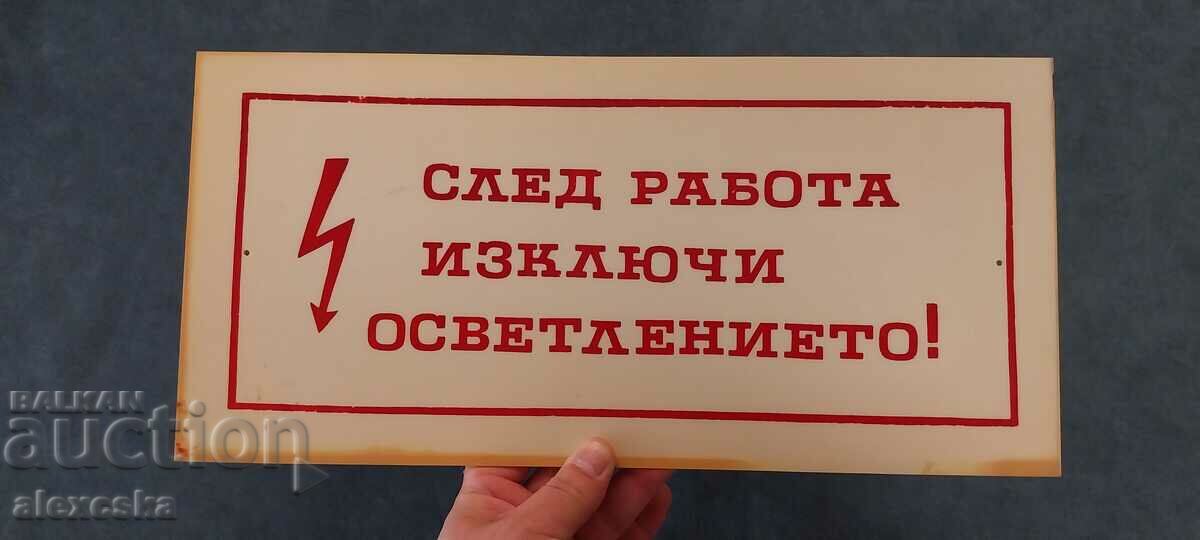 СЛЕД РАБОТА
ИЗКЛЮЧИ
ОСВЕТЛЕНИЕТО!
BALKAN
auction
alexcska